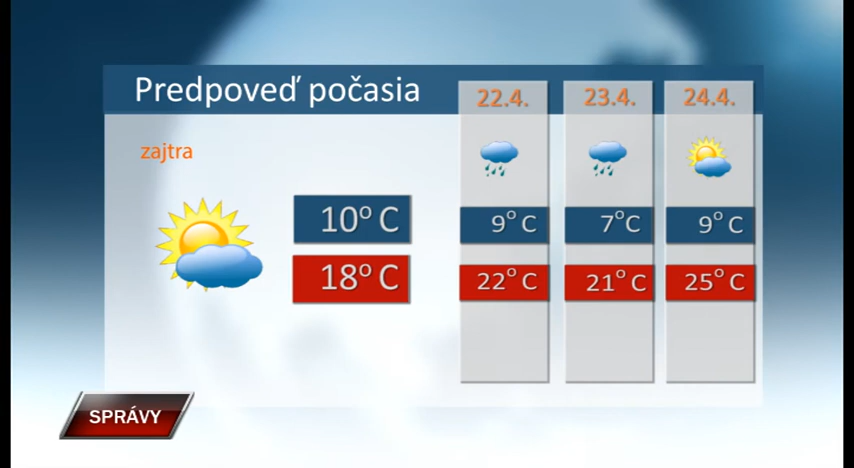 Predpoveď počasia
zajtra
10° C
18° C
22.4. 23.4. 24.4.
9° C 7°C 9° C
22° C 21° C 25° C
SPRÁVY